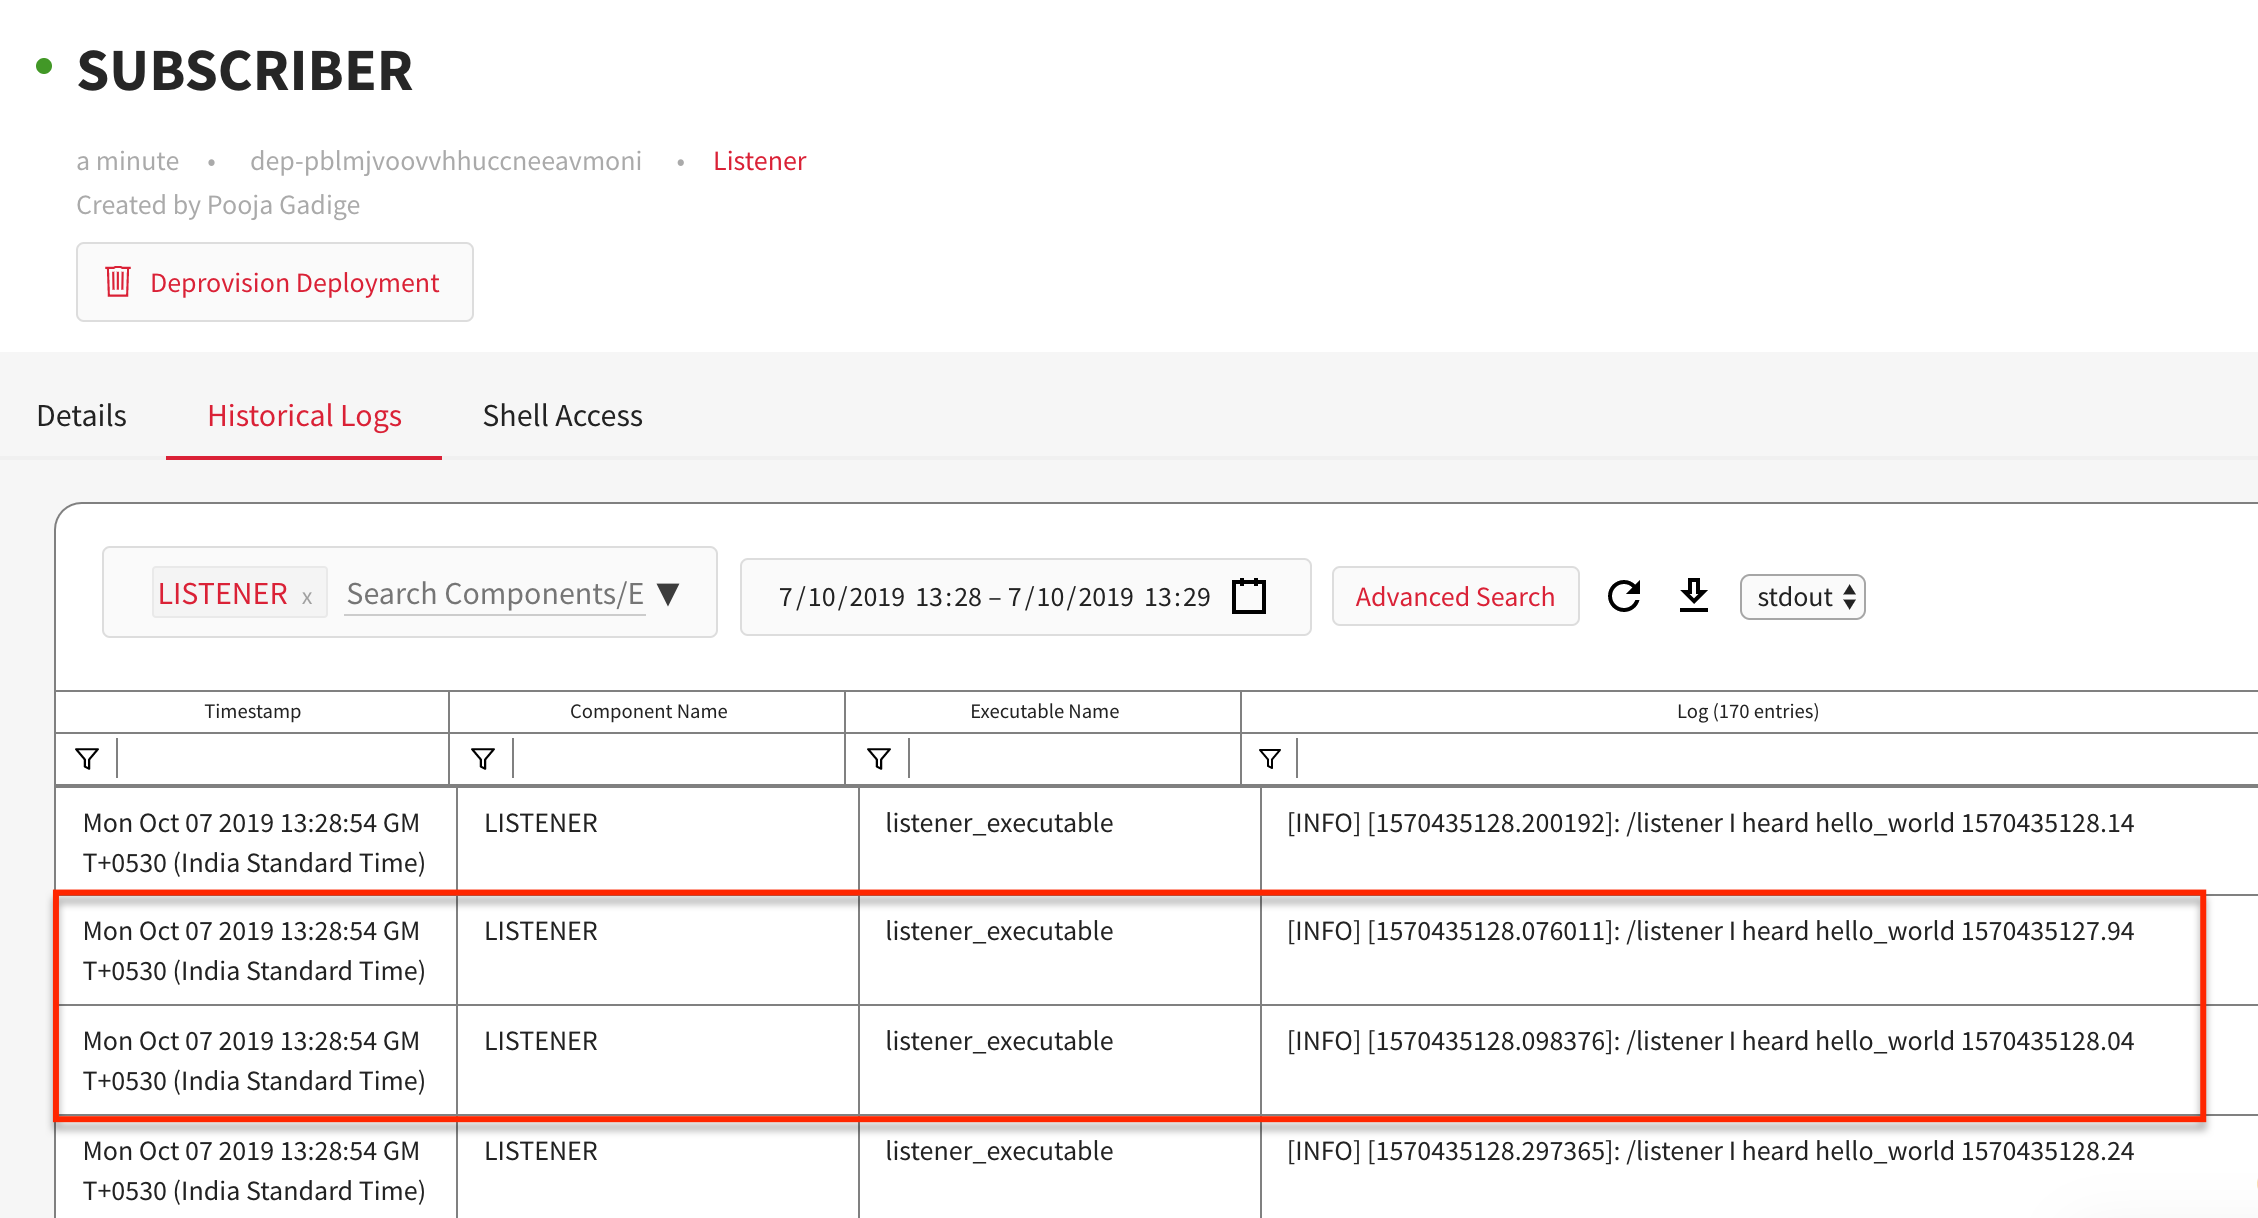 SUBSCRIBER
a minute • dep-pblmjvoovvhhuccneeavmoni • Listener
Created by Pooja Gadige
Deprovision Deployment
Details Historical Logs Shell Access
LISTENER x Search Components/E 7/10/2019 13:28 – 7/10/2019 13:29 Advanced Search stdout
Timestamp Component Name Executable Name Log (170 entries)
Mon Oct 07 2019 13:28:54 GM LISTENER listener_executable [INFO] [1570435128.200192]: /listener I heard hello_world 1570435128.14
T+0530 (India Standard Time)
Mon Oct 07 2019 13:28:54 GM LISTENER listener_executable [INFO] [1570435128.076011]: /listener I heard hello_world 1570435127.94
T+0530 (India Standard Time)
Mon Oct 07 2019 13:28:54 GM LISTENER listener_executable [INFO] [1570435128.098376]: /listener I heard hello_world 1570435128.04
T+0530 (India Standard Time)
Mon Oct 07 2019 13:28:54 GM LISTENER listener_executable [INFO] [1570435128.297365]: /listener I heard hello_world 1570435128.24
T+0530 (India Standard Time)